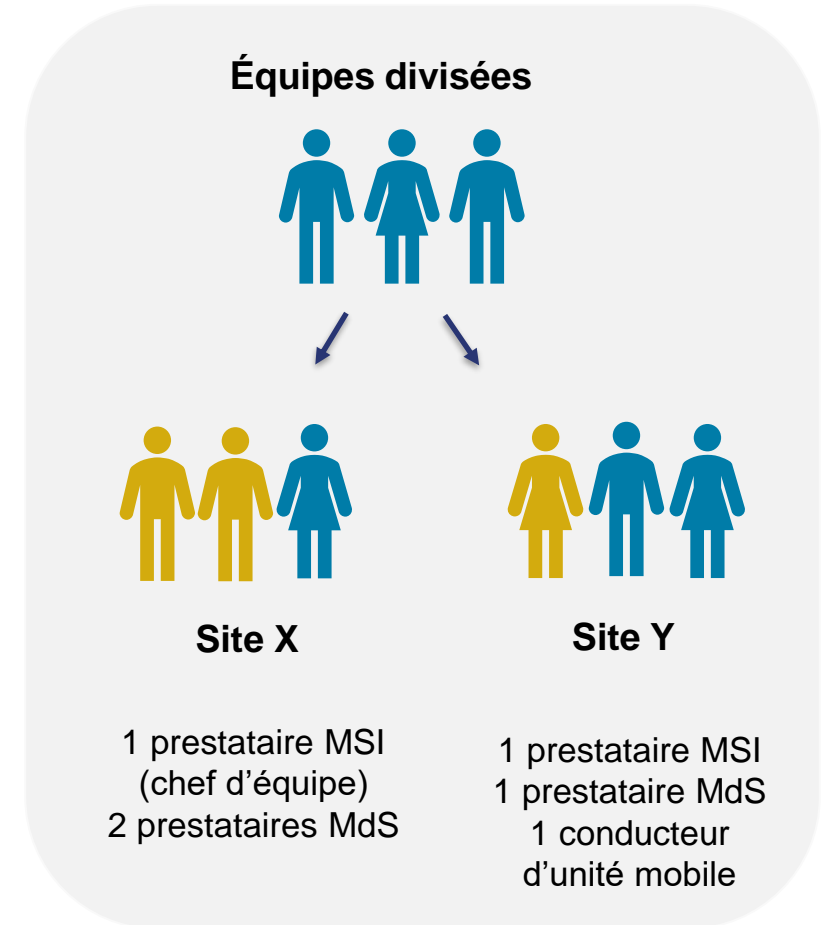 Équipes divisées
Site X
1 prestataire MSI
(chef d’équipe)
2 prestataires MdS
Site Y
1 prestataire MSI
1 prestataire MdS
1 conducteur
d’unité mobile